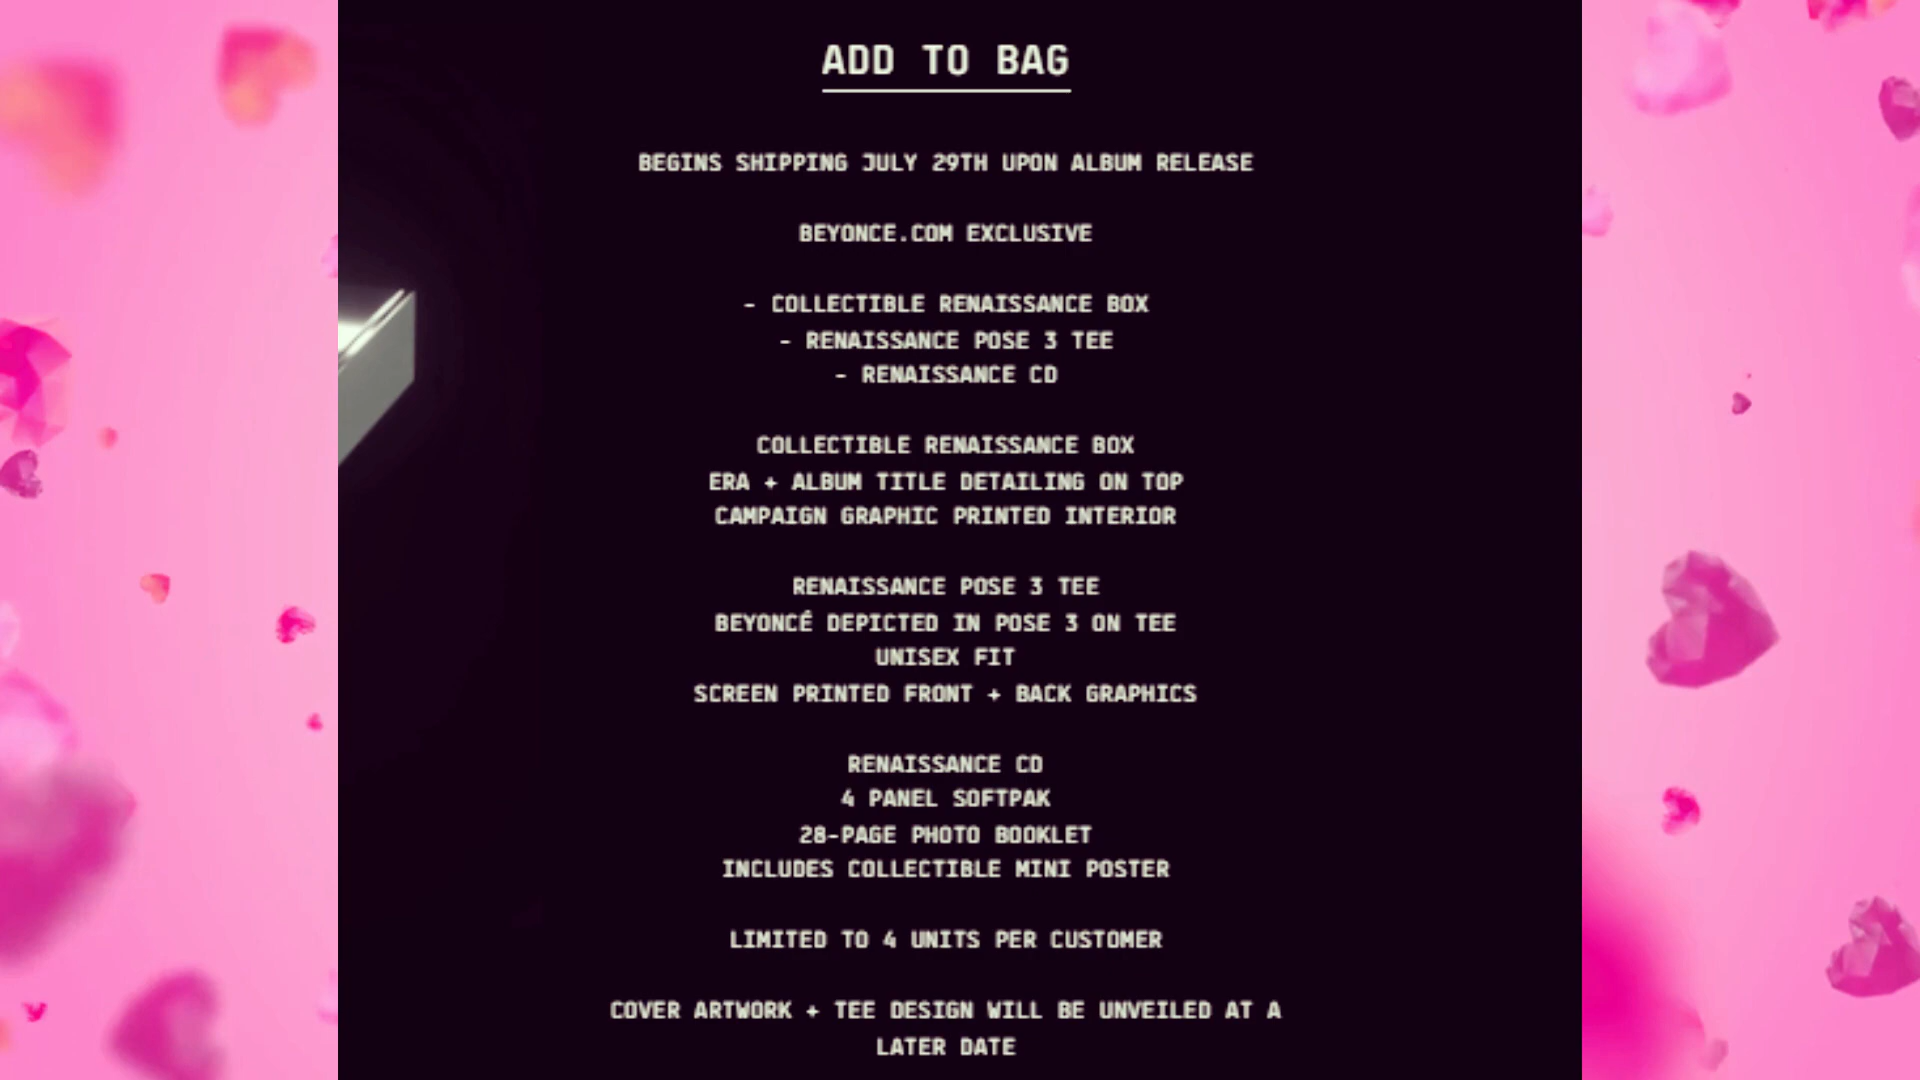 ADD TO BAG
BEGINS SHIPPING JULY 29TH UPON ALBUM RELEASE
BEYONCE.COM EXCLUSIVE
- COLLECTIBLE RENAISSANCE BOX
- RENAISSANCE POSE 3 TEE
- RENAISSANCE CD
COLLECTIBLE RENAISSANCE BOX
ERA + ALBUM TITLE DETAILING ON TOP
CAMPAIGN GRAPHIC PRINTED INTERIOR
RENAISSANCE POSE 3 TEE
BEYONCÉ DEPICTED IN POSE 3 ON TEE
UNISEX FIT
SCREEN PRINTED FRONT + BACK GRAPHICS
RENAISSANCE CD
4 PANEL SOFTPAK
28-PAGE PHOTO BOOKLET
INCLUDES COLLECTIBLE MINI POSTER
LIMITED TO 4 UNITS PER CUSTOMER
COVER ARTWORK + TEE DESIGN WILL BE UNVEILED AT A
LATER DATE